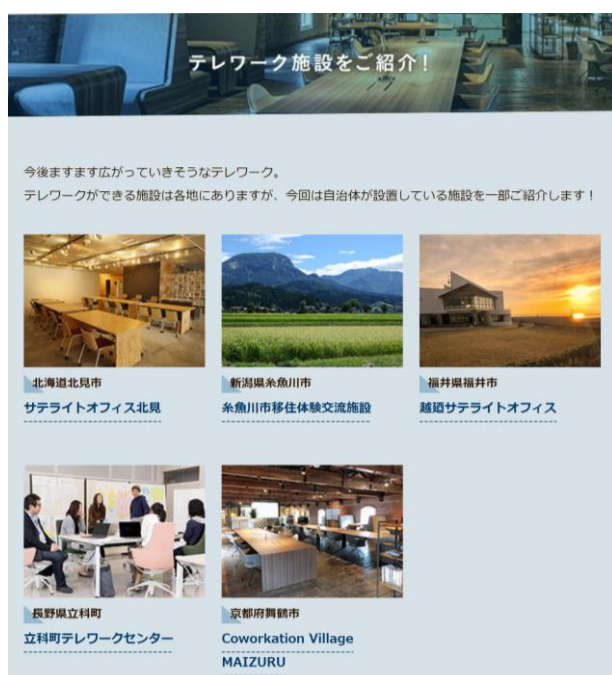 テレワーク施設をご紹介!
今後ますます広がっていきそうなテレワーク。
テレワークができる施設は各地にありますが、今回は自治体が設置している施設を一部ご紹介します!
北海道北見市
サテライトオフィス北見
新潟県糸魚川市
糸魚川市移住体験交流施設
福井県福井市
越廼サテライトオフィス
長野県立科町
立科町テレワークセンター
京都府舞鶴市
Coworkation Village
MAIZURU